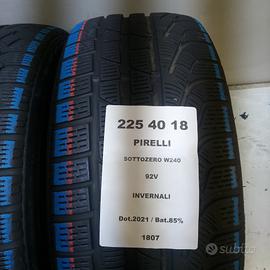 225 40 18
PIRELLI
SOTTOZERO W240
92V
INVERNALI
Dot.2021 / Bat.85%
1807
subito